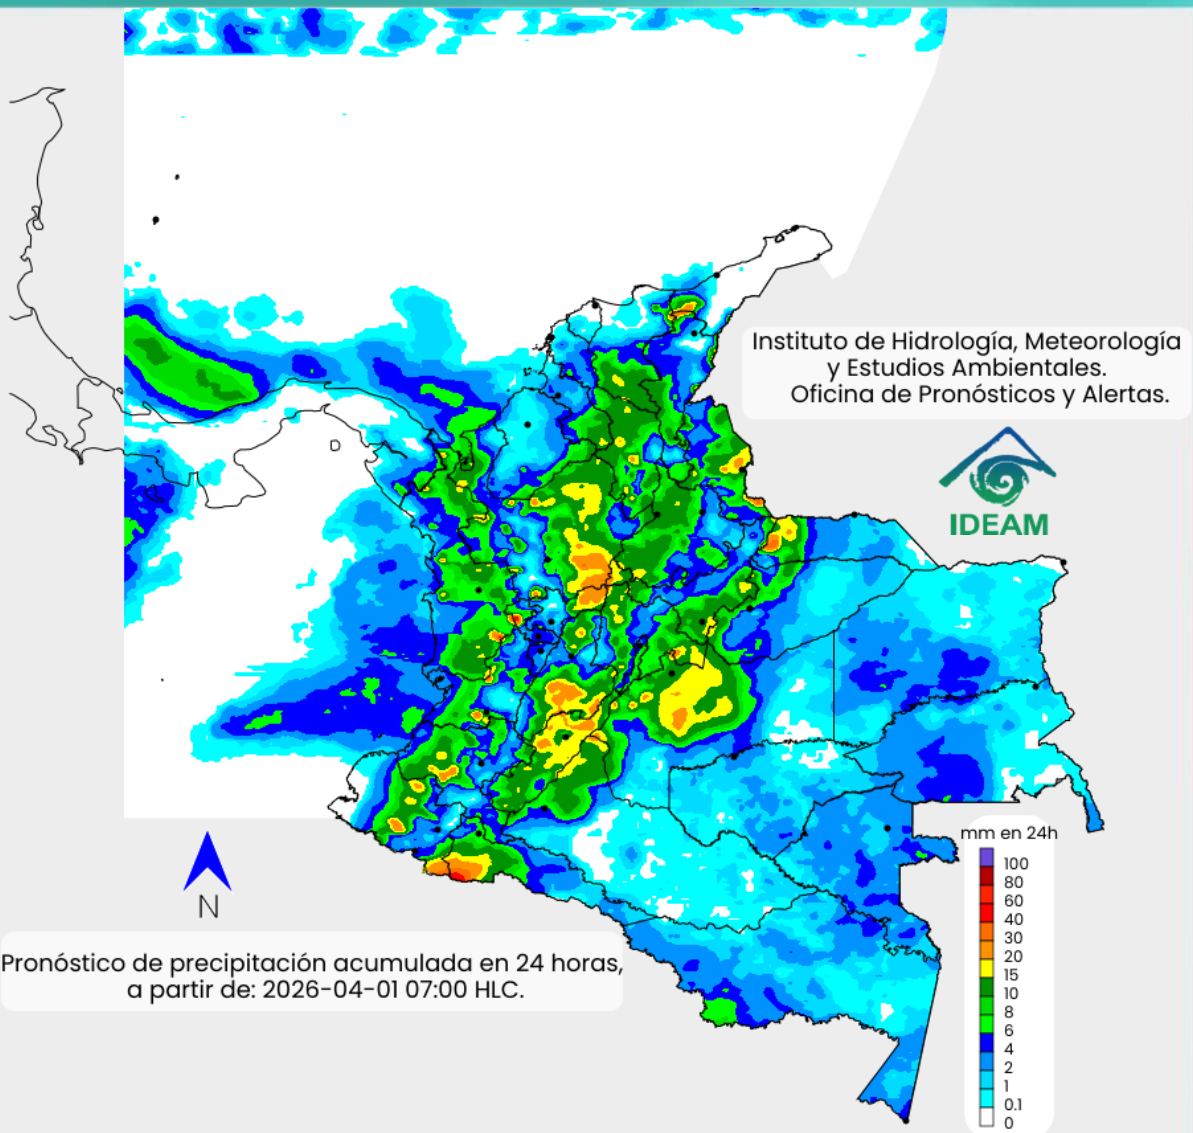 Instituto de Hidrología, Meteorología
y Estudios Ambientales.
Oficina de Pronósticos y Alertas.
IDEAM
mm en 24h
100
80
60
40
30
20
15
10
8
6
4
2
1
0.1
0
N
Pronóstico de precipitación acumulada en 24 horas,
a partir de: 2026-04-01 07:00 HLC.